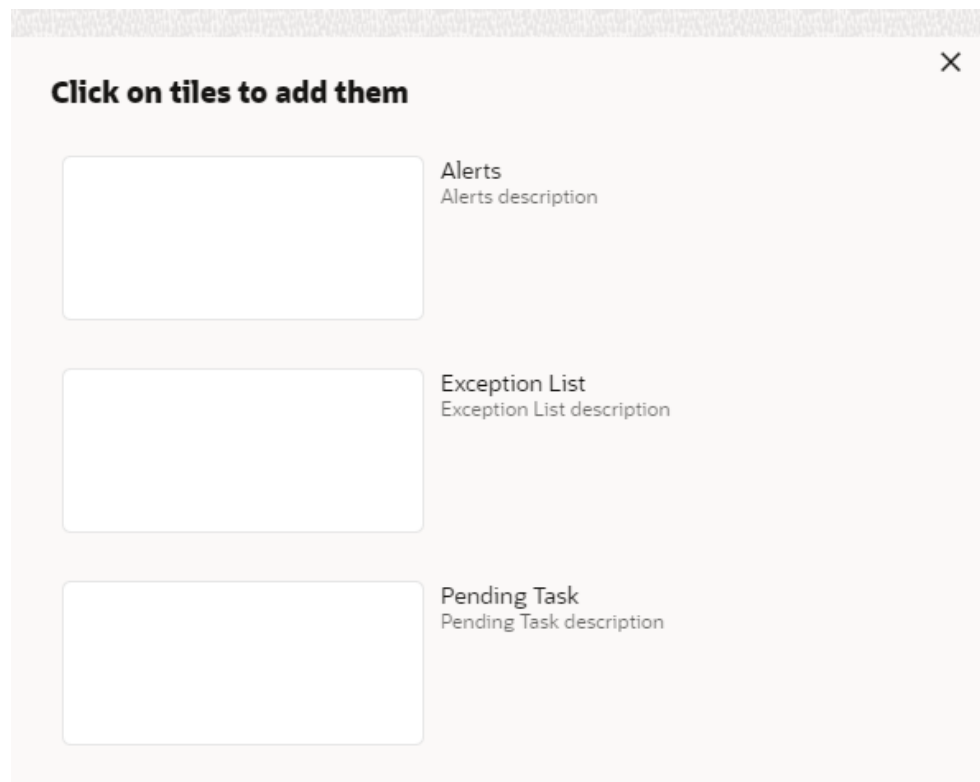 Click on tiles to add them
Alerts
Alerts description
Exception List
Exception List description
Pending Task
Pending Task description